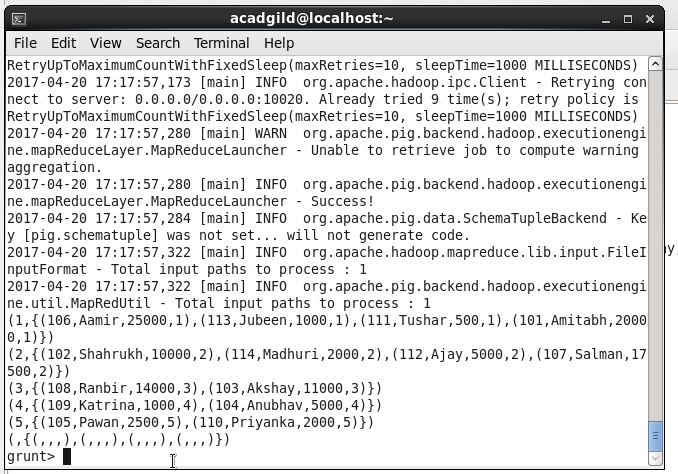 acadgild@localhost:~
File Edit View Search Terminal Help
RetryUpToMaximumCountWithFixedSleep(maxRetries=10, sleepTime=1000 MILLISECONDS)
2017-04-20 17:17:57,173 [main] INFO  org.apache.hadoop.ipc.Client - Retrying con
nect to server: 0.0.0.0/0.0.0.0:10020. Already tried 9 time(s); retry policy is
RetryUpToMaximumCountWithFixedSleep(maxRetries=10, sleepTime=1000 MILLISECONDS)
2017-04-20 17:17:57,280 [main] WARN  org.apache.pig.backend.hadoop.executionengi
ne.mapReduceLayer.MapReduceLauncher - Unable to retrieve job to compute warning
aggregation.
2017-04-20 17:17:57,280 [main] INFO  org.apache.pig.backend.hadoop.executionengi
ne.mapReduceLayer.MapReduceLauncher - Success!
2017-04-20 17:17:57,284 [main] INFO  org.apache.pig.data.SchemaTupleBackend - Ke
y [pig.schematuple] was not set... will not generate code.
2017-04-20 17:17:57,322 [main] INFO  org.apache.hadoop.mapreduce.lib.input.FileI
nputFormat - Total input paths to process : 1
2017-04-20 17:17:57,322 [main] INFO  org.apache.pig.backend.hadoop.executionengi
ne.util.MapRedUtil - Total input paths to process : 1
(1,{(106,Aamir,25000,1),(113,Jubeen,1000,1),(111,Tushar,500,1),(101,Amitabh,2000
0,1)})
(2,{(102,Shahrukh,10000,2),(114,Madhuri,2000,2),(112,Ajay,5000,2),(107,Salman,17
500,2)})
(3,{(108,Ranbir,14000,3),(103,Akshay,11000,3)})
(4,{(109,Katrina,1000,4),(104,Anubhav,5000,4)})
(5,{(105,Pawan,2500,5),(110,Priyanka,2000,5)})
(,{(,,,),(,,,),(,,,),(,,,)})
grunt>